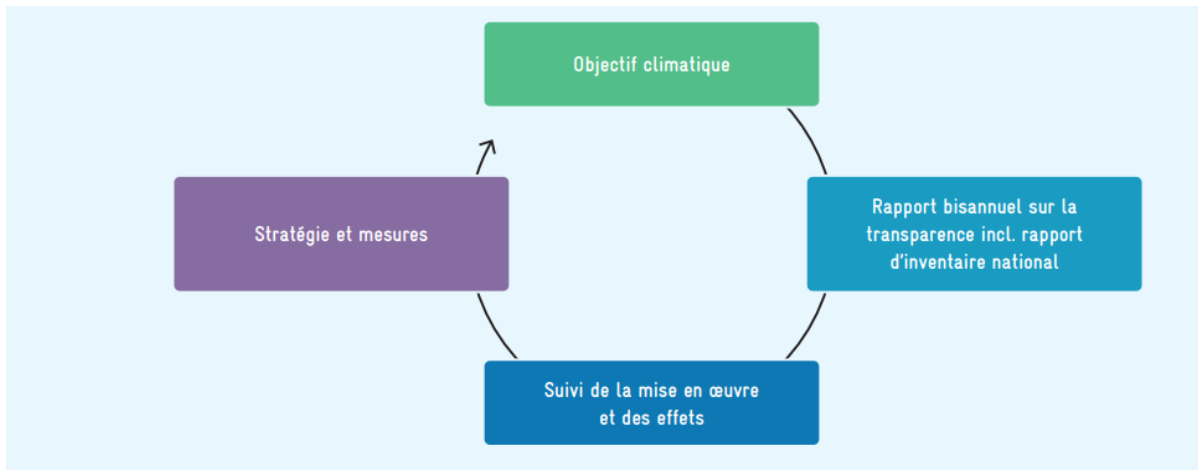 Objectif climatique
Stratégie et mesures
Rapport bisannuel sur la
transparence incl. rapport
d'inventaire national
Suivi de la mise en œuvre
et des effets